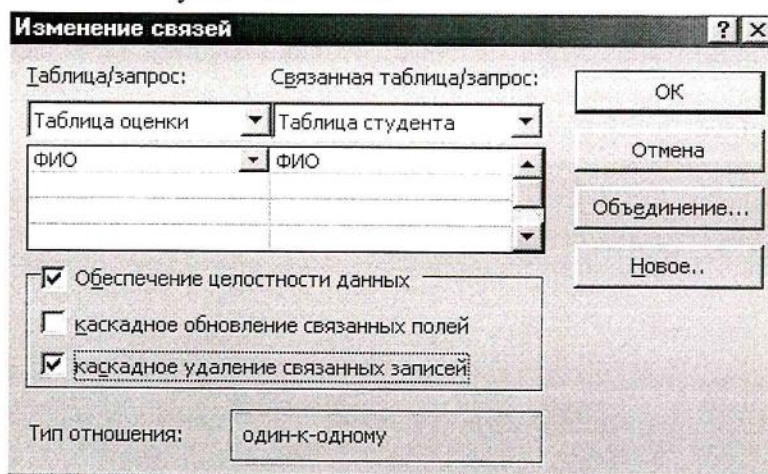 Изменение связей
Таблица/запрос: Связанная таблица/запрос:
Таблица оценки Таблица студента
ФИО ФИО
Обеспечение целостности данных
каскадное обновление связанных полей
каскадное удаление связанных записей
Тип отношения: один-к-одному
ОК
Отмена
Объединение...
Новое..